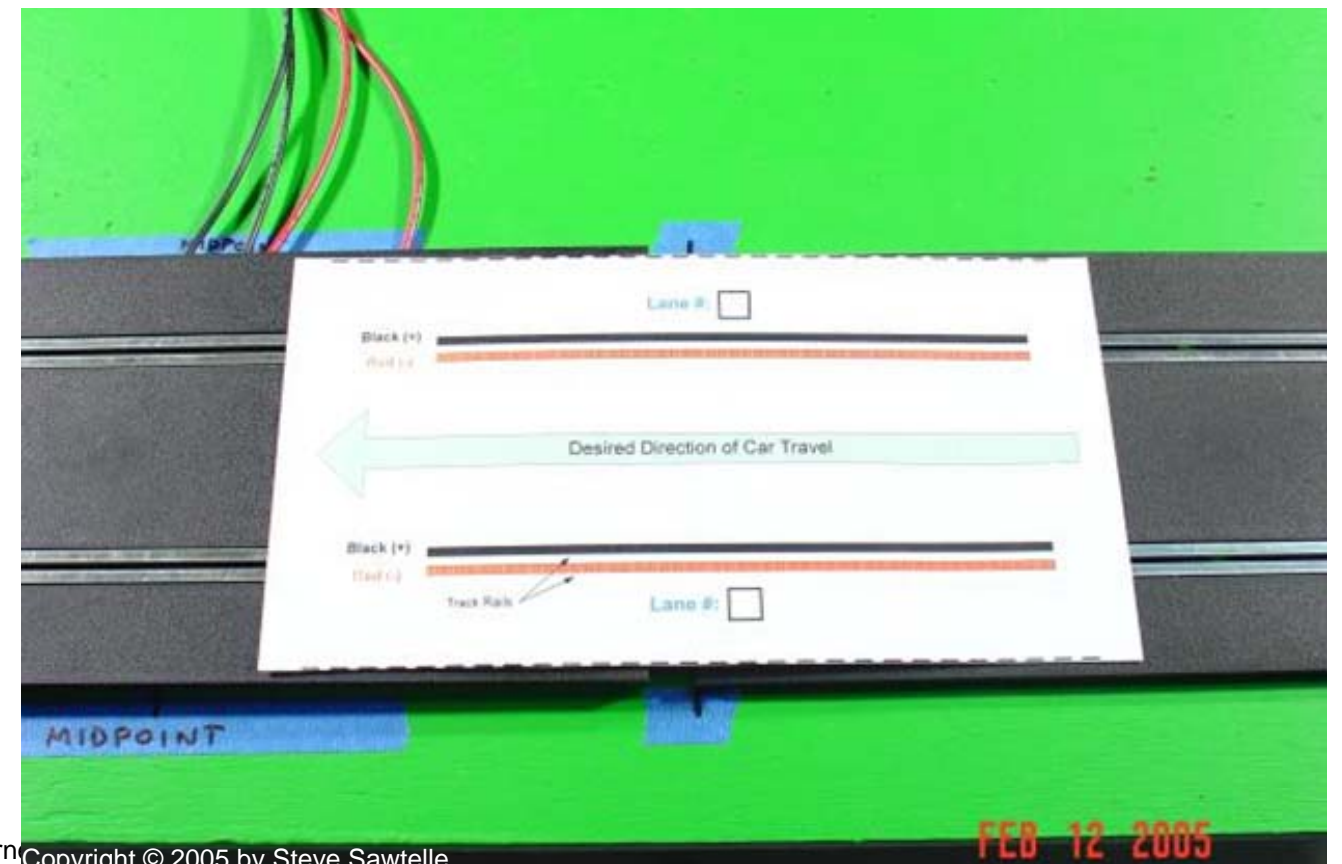 MIDPOIN
Lane #:
Black (+)
Red (-)
Desired Direction of Car Travel
Black (+)
Red (-)
Track Rails
Lane #:
MIDPOINT
FEB 12 2005
Copyright © 2005 by Steve Sawtelle